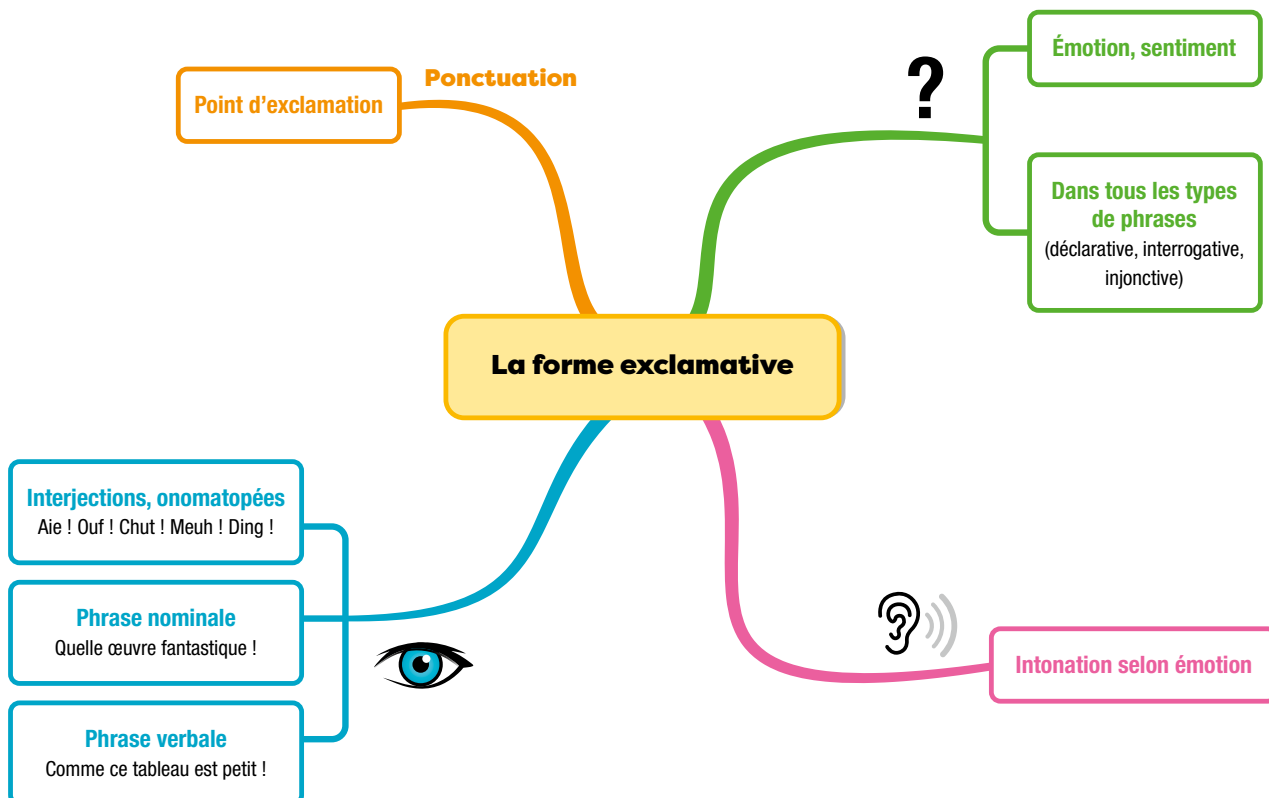 Ponctuation
Point d'exclamation
?
Émotion, sentiment
Dans tous les types
de phrases
(déclarative, interrogative,
injonctive)
La forme exclamative
Interjections, onomatopées
Aie ! Ouf ! Chut ! Meuh ! Ding !
Phrase nominale
Quelle œuvre fantastique !
Phrase verbale
Comme ce tableau est petit !
Intonation selon émotion